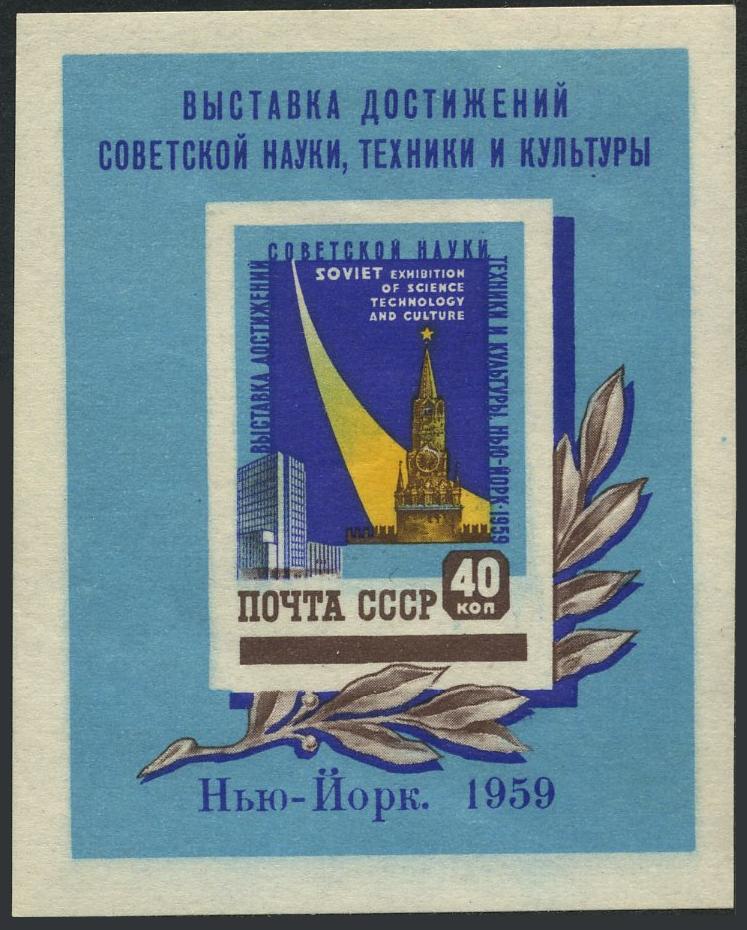 ВЫСТАВКА ДОСТИЖЕНИЙ
СОВЕТСКОЙ НАУКИ, ТЕХНИКИ И КУЛЬТУРЫ
ВЫСТАВКА ДОСТИЖЕНИЙ
СОВЕТСКОЙ НАУКИ
ТЕХНИКИ И КУЛЬТУРЫ. НЬЮ-ЙОРК·1959
SOVIET EXHIBITION
OF SCIENCE
TECHNOLOGY
AND CULTURE
40
КОП
ПОЧТА СССР
Нью-Йорк. 1959